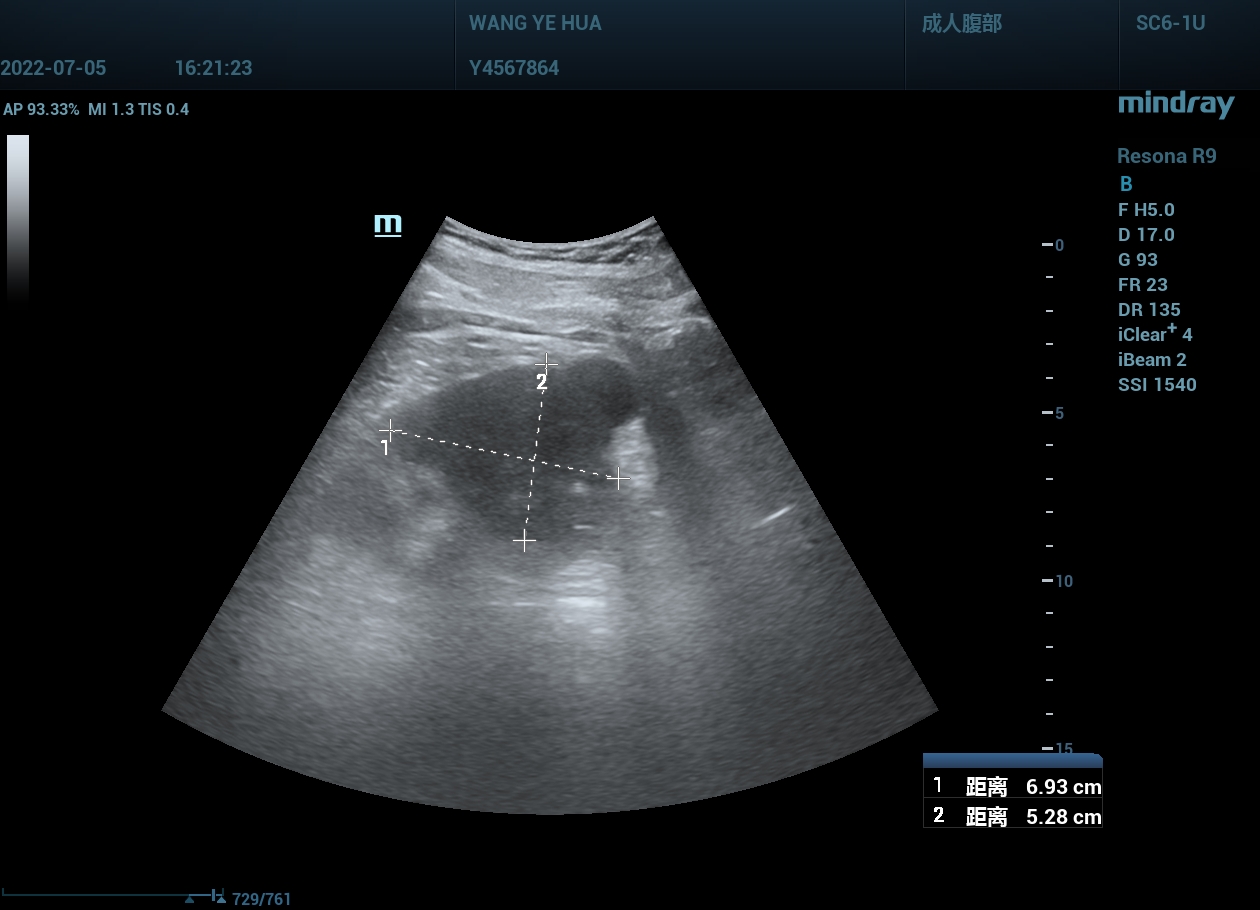 WANG YE HUA
成人腹部
SC6-1U
2022-07-05 16:21:23
Y4567864
AP 93.33% MI 1.3 TIS 0.4
mindray
Resona R9
B
F H5.0
D 17.0
G 93
FR 23
DR 135
iClear+ 4
iBeam 2
SSI 1540
m
0
2
5
1
10
15
1 距离 6.93 cm
2 距离 5.28 cm
729/761